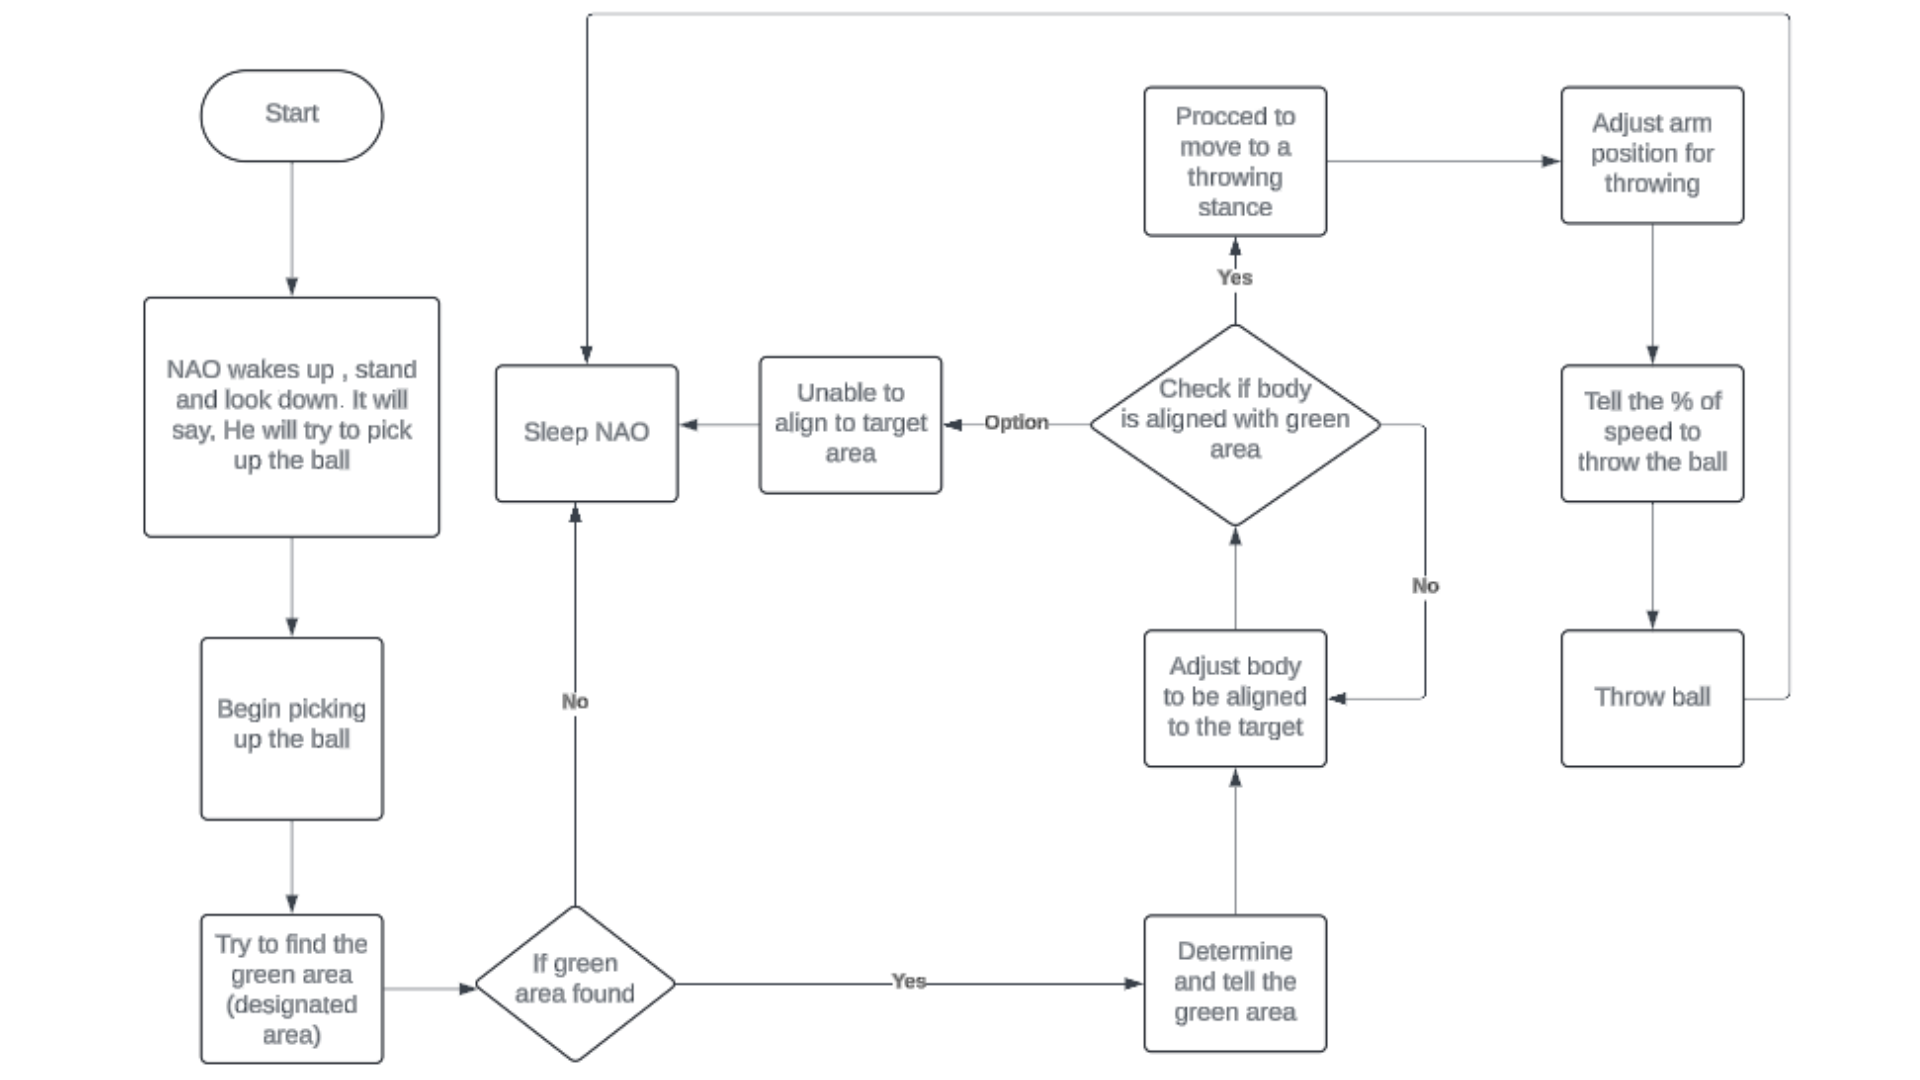 Start
NAO wakes up , stand
and look down. It will
say, He will try to pick
up the ball
Begin picking
up the ball
Try to find the
green area
(designated
area)
If green
area found
No
Yes
Sleep NAO
Unable to
align to target
area
Option
Check if body
is aligned with green
area
Yes
No
Procced to
move to a
throwing
stance
Adjust body
to be aligned
to the target
Determine
and tell the
green area
Adjust arm
position for
throwing
Tell the % of
speed to
throw the ball
Throw ball